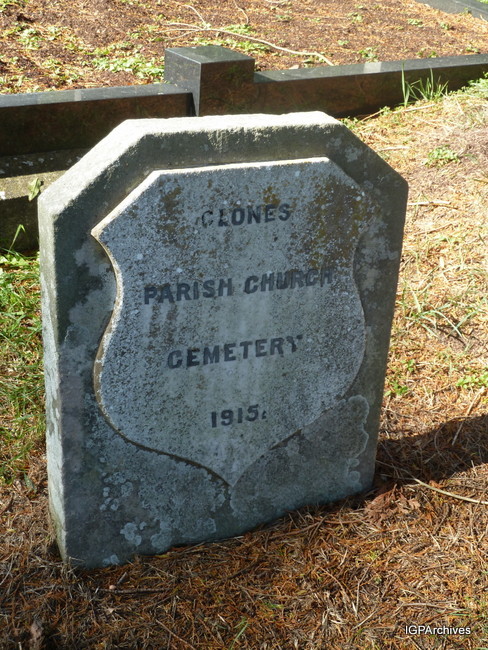 CLONES
PARISH CHURCH
CEMETERY
1915.
IGPArchives